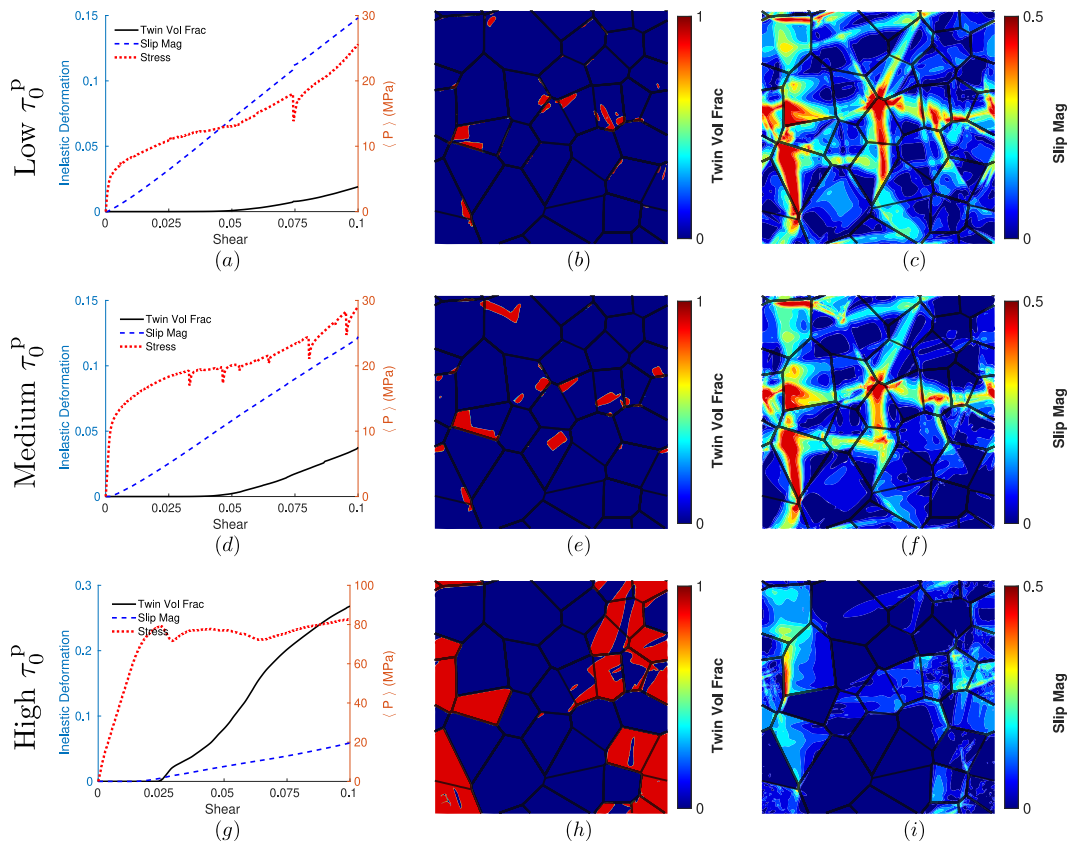 Low τ₀ᴾ
Twin Vol Frac
Slip Mag
Stress
0.15
0.1
0.05
0
Inelastic Deformation
30
20
10
0
⟨ P ⟩ (MPa)
0 0.025 0.05 0.075 0.1
Shear
(a)
1
0
Twin Vol Frac
(b)
0.5
0
Slip Mag
(c)
Medium τ₀ᴾ
Twin Vol Frac
Slip Mag
Stress
0.15
0.1
0.05
0
Inelastic Deformation
30
20
10
0
⟨ P ⟩ (MPa)
0 0.025 0.05 0.075 0.1
Shear
(d)
1
0
Twin Vol Frac
(e)
0.5
0
Slip Mag
(f)
High τ₀ᴾ
Twin Vol Frac
Slip Mag
Stress
0.3
0.2
0.1
0
Inelastic Deformation
100
80
60
40
20
0
⟨ P ⟩ (MPa)
0 0.025 0.05 0.075 0.1
Shear
(g)
1
0
Twin Vol Frac
(h)
0.5
0
Slip Mag
(i)